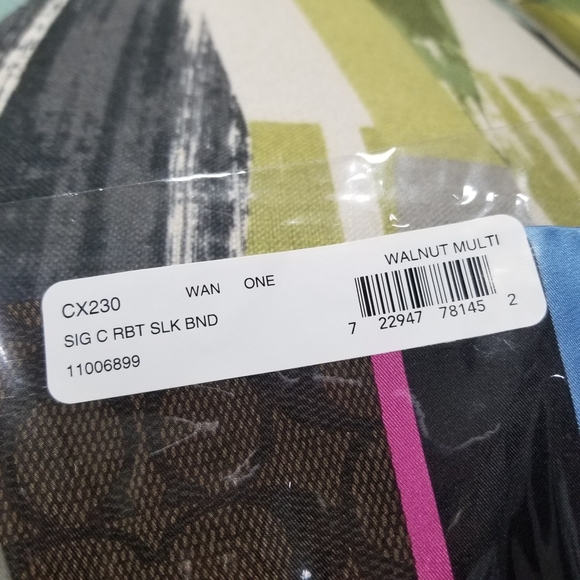 CX230 WAN ONE WALNUT MULTI
SIG C RBT SLK BND
11006899
7 22947 78145 2